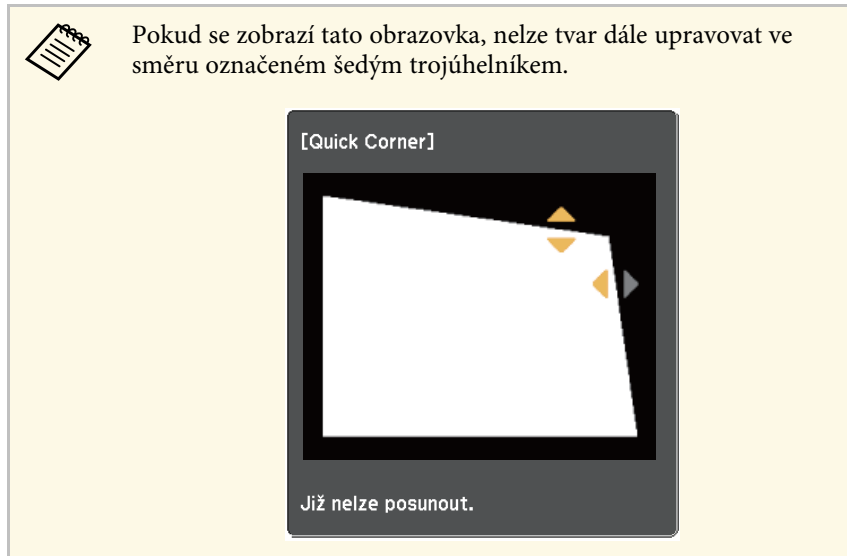 Pokud se zobrazí tato obrazovka, nelze tvar dále upravovat ve
směru označeném šedým trojúhelníkem.
[Quick Corner]
Již nelze posunout.